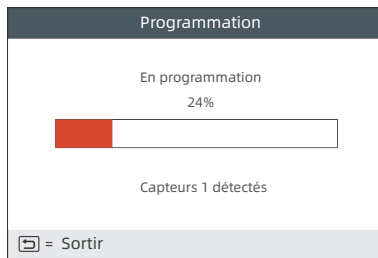 Programmation
En programmation
24%
Capteurs 1 détectés
= Sortir